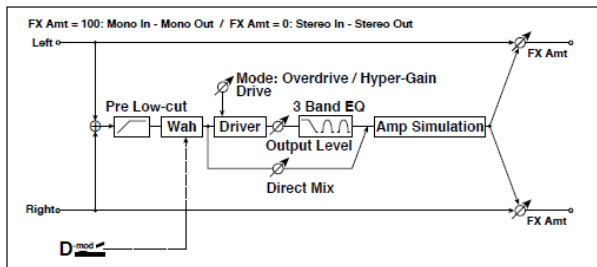 FX Amt = 100: Mono In - Mono Out / FX Amt = 0: Stereo In - Stereo Out
Left
FX Amt
Mode: Overdrive / Hyper-Gain
Drive
Pre Low-cut
3 Band EQ
Wah
Driver
Amp Simulation
Output Level
Direct Mix
Right
FX Amt
D-mod